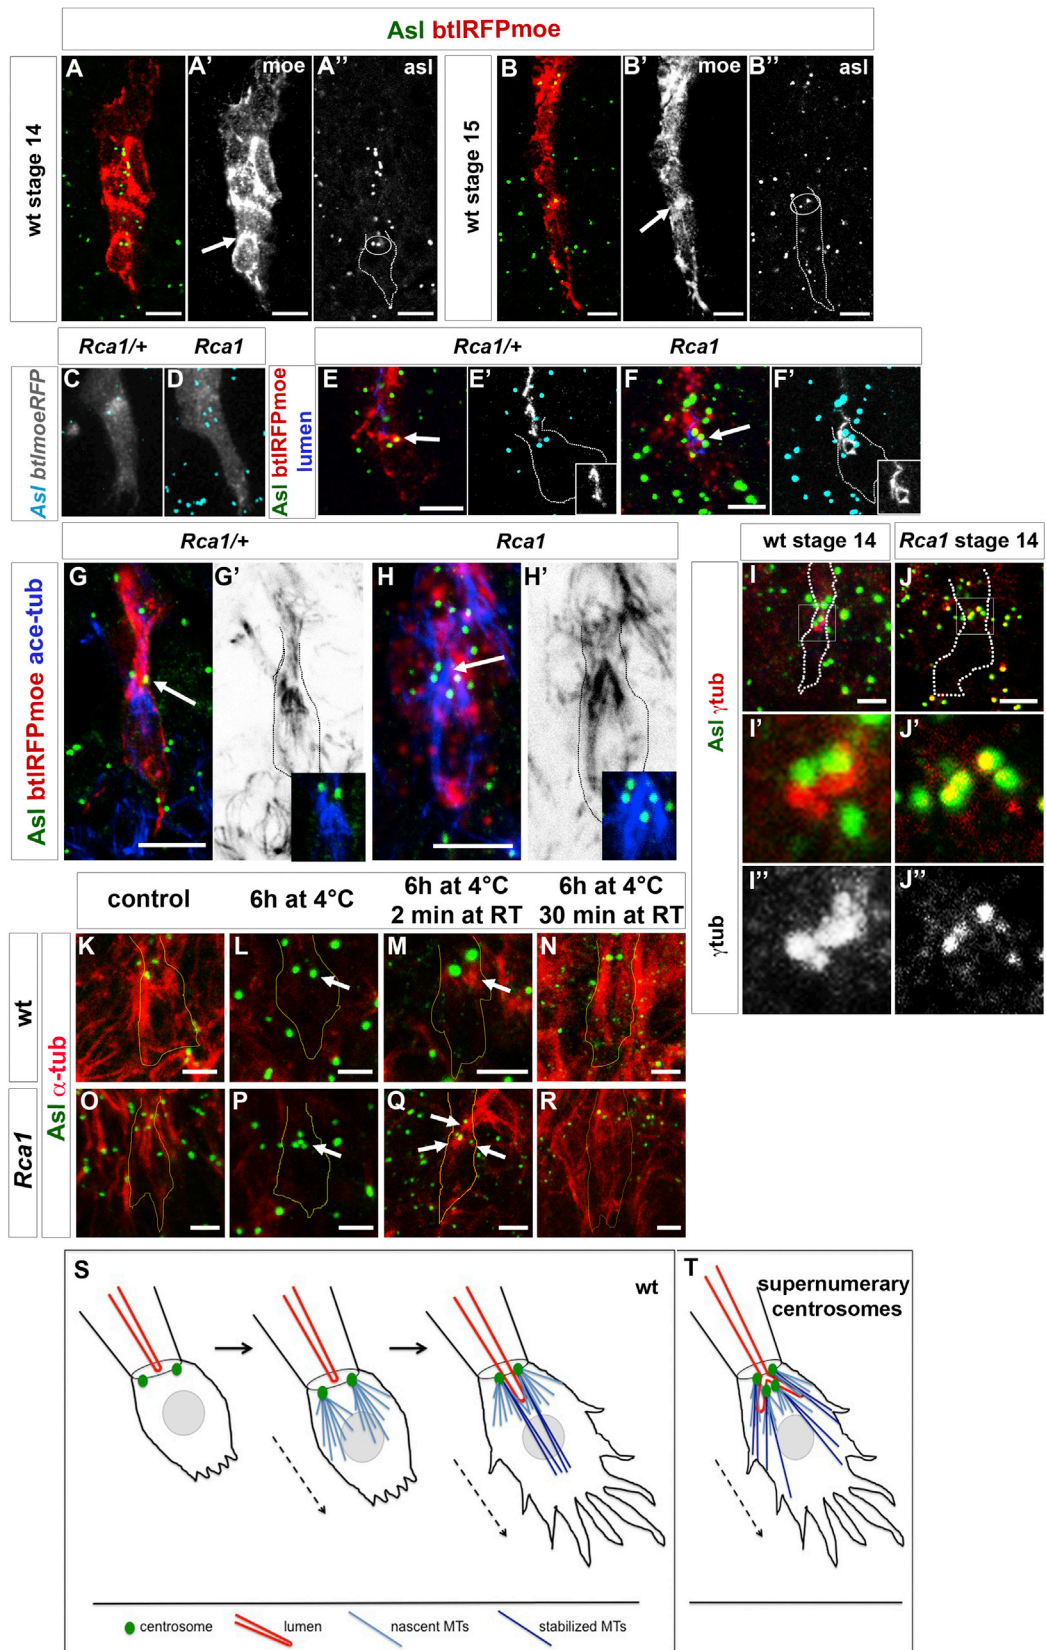 Asl btlRFPmoe
wt stage 14
A
A’ moe
A’’ asl
wt stage 15
B
B’ moe
B’’ asl
Rca1/+ Rca1
Asl btlmoeRFP
C
D
Rca1/+ Rca1
Asl btlRFPmoe
lumen
E
E’
F
F’
Rca1/+ Rca1
Asl btlRFPmoe ace-tub
G
G’
H
H’
wt stage 14
Rca1 stage 14
Asl γtub
I
J
I’
J’
γtub
I’’
J’’
control
6h at 4°C
6h at 4°C
2 min at RT
6h at 4°C
30 min at RT
Asl α-tub
wt
K
L
M
N
Rca1
O
P
Q
R
S
wt
T
supernumerary
centrosomes
centrosome
lumen
nascent MTs
stabilized MTs